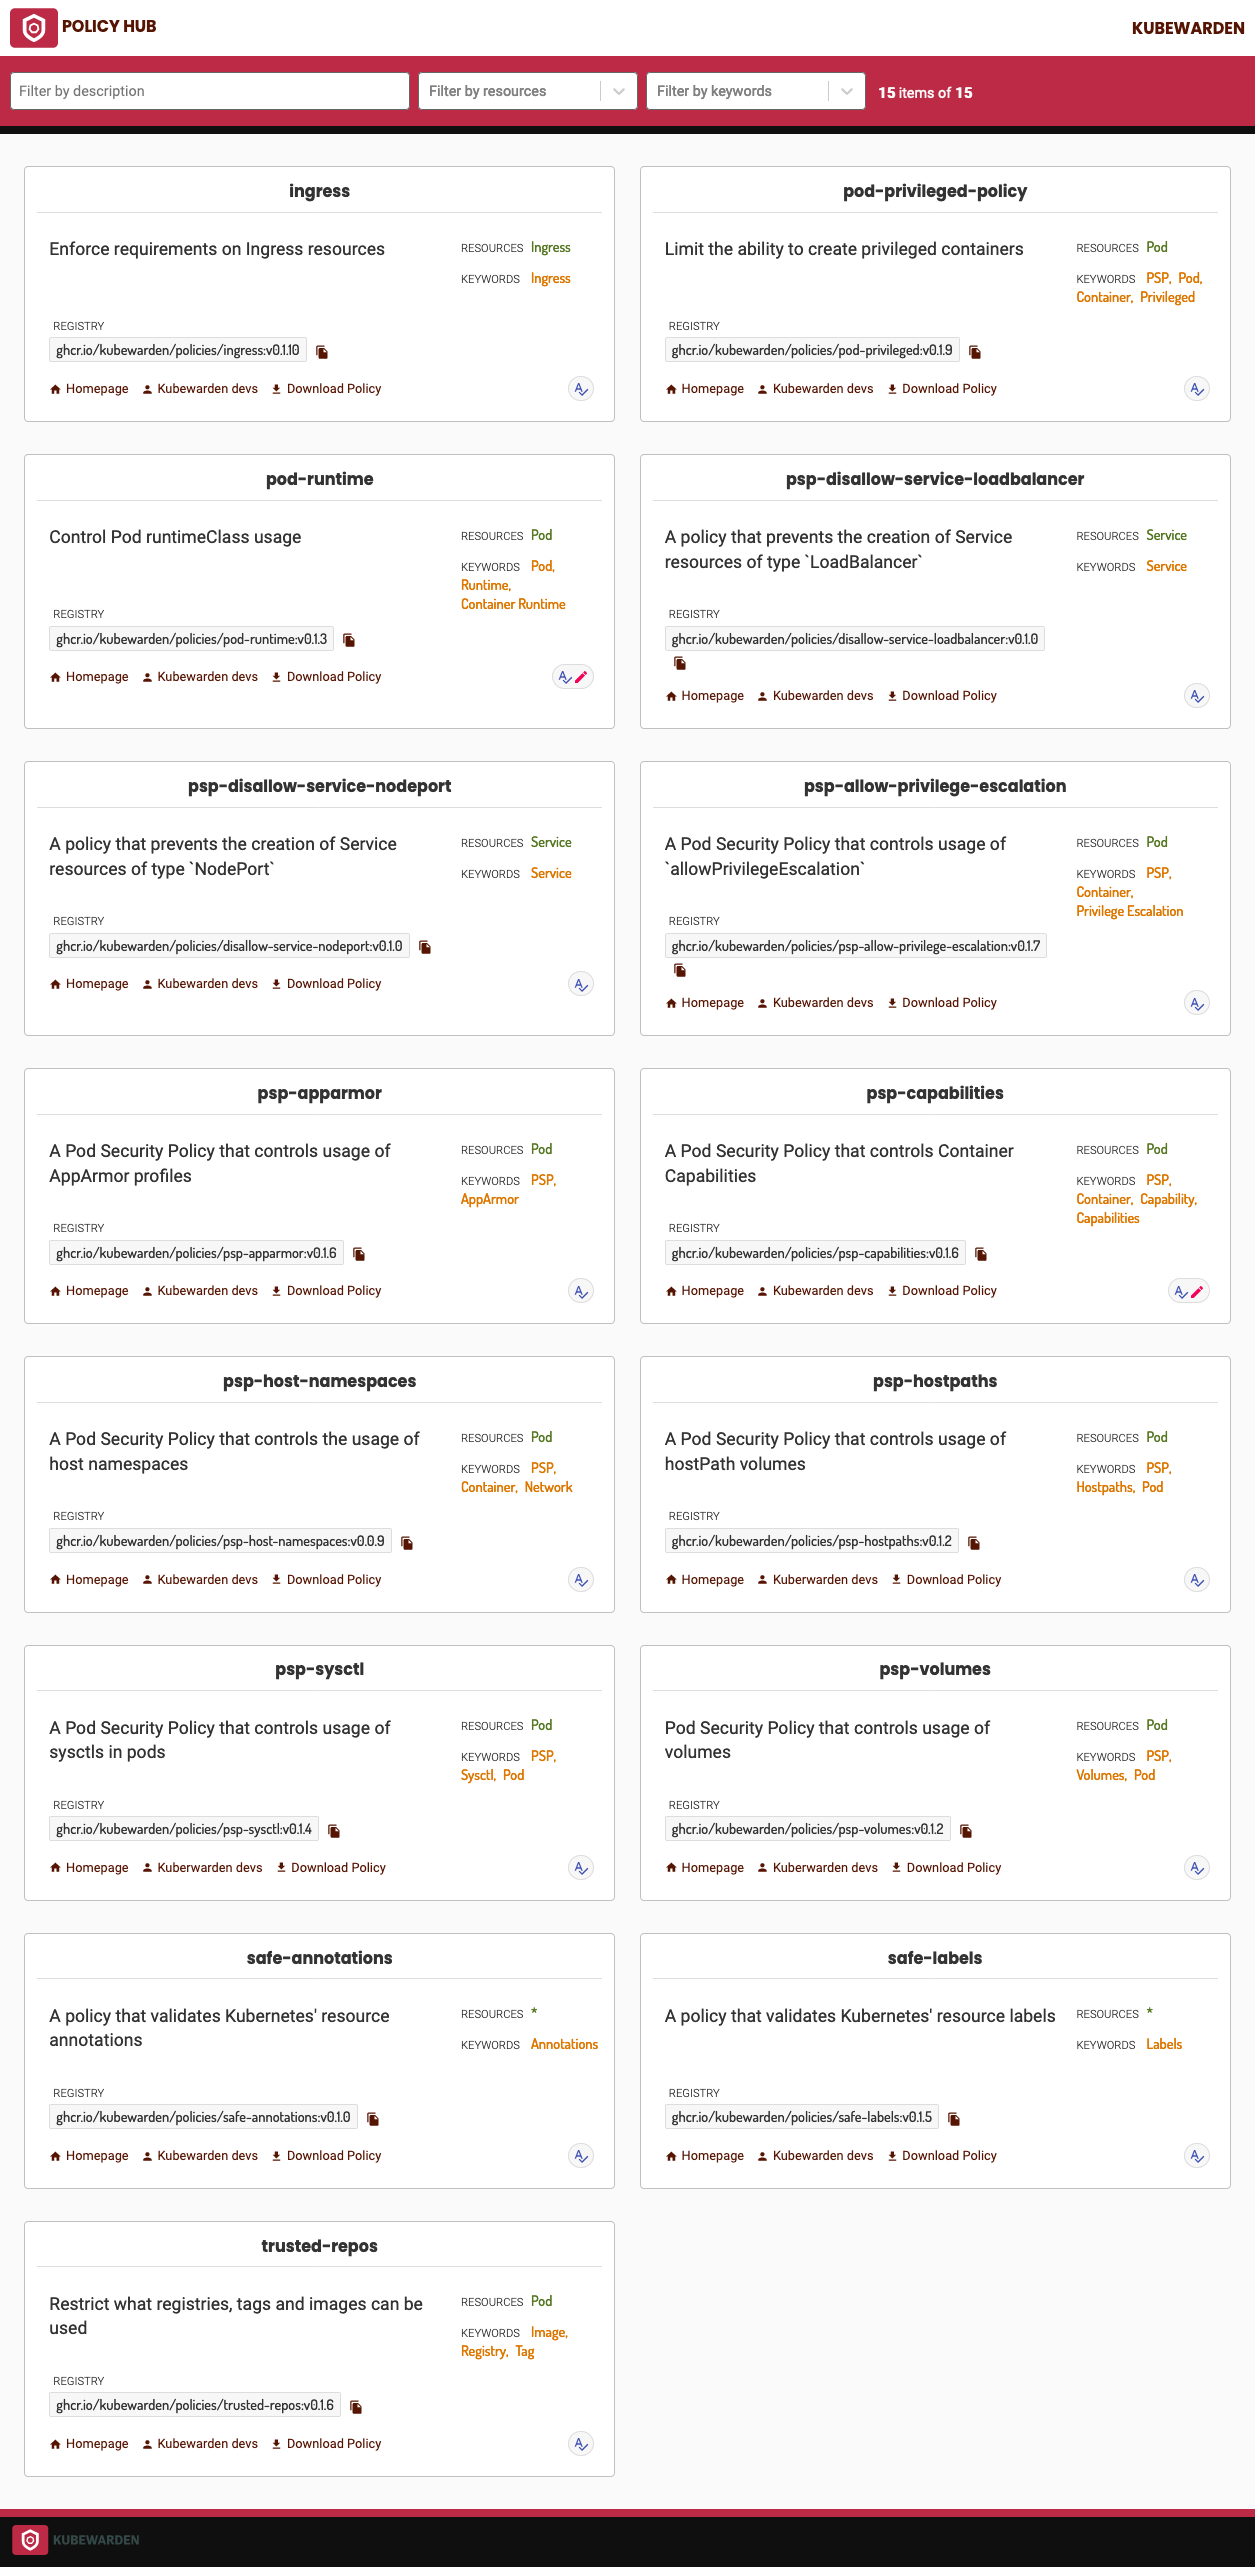 POLICY HUB
KUBEWARDEN
Filter by description
Filter by resources
Filter by keywords
15 items of 15
ingress
Enforce requirements on Ingress resources
RESOURCES Ingress
KEYWORDS Ingress
REGISTRY
ghcr.io/kubewarden/policies/ingress:v0.1.10
Homepage Kubewarden devs Download Policy
pod-privileged-policy
Limit the ability to create privileged containers
RESOURCES Pod
KEYWORDS PSP, Pod,
Container, Privileged
REGISTRY
ghcr.io/kubewarden/policies/pod-privileged:v0.1.9
Homepage Kubewarden devs Download Policy
pod-runtime
Control Pod runtimeClass usage
RESOURCES Pod
KEYWORDS Pod,
Runtime,
Container Runtime
REGISTRY
ghcr.io/kubewarden/policies/pod-runtime:v0.1.3
Homepage Kubewarden devs Download Policy
psp-disallow-service-loadbalancer
A policy that prevents the creation of Service
resources of type `LoadBalancer`
RESOURCES Service
KEYWORDS Service
REGISTRY
ghcr.io/kubewarden/policies/disallow-service-loadbalancer:v0.1.0
Homepage Kubewarden devs Download Policy
psp-disallow-service-nodeport
A policy that prevents the creation of Service
resources of type `NodePort`
RESOURCES Service
KEYWORDS Service
REGISTRY
ghcr.io/kubewarden/policies/disallow-service-nodeport:v0.1.0
Homepage Kubewarden devs Download Policy
psp-allow-privilege-escalation
A Pod Security Policy that controls usage of
`allowPrivilegeEscalation`
RESOURCES Pod
KEYWORDS PSP,
Container,
Privilege Escalation
REGISTRY
ghcr.io/kubewarden/policies/psp-allow-privilege-escalation:v0.1.7
Homepage Kubewarden devs Download Policy
psp-apparmor
A Pod Security Policy that controls usage of
AppArmor profiles
RESOURCES Pod
KEYWORDS PSP,
AppArmor
REGISTRY
ghcr.io/kubewarden/policies/psp-apparmor:v0.1.6
Homepage Kubewarden devs Download Policy
psp-capabilities
A Pod Security Policy that controls Container
Capabilities
RESOURCES Pod
KEYWORDS PSP,
Container, Capability,
Capabilities
REGISTRY
ghcr.io/kubewarden/policies/psp-capabilities:v0.1.6
Homepage Kubewarden devs Download Policy
psp-host-namespaces
A Pod Security Policy that controls the usage of
host namespaces
RESOURCES Pod
KEYWORDS PSP,
Container, Network
REGISTRY
ghcr.io/kubewarden/policies/psp-host-namespaces:v0.0.9
Homepage Kubewarden devs Download Policy
psp-hostpaths
A Pod Security Policy that controls usage of
hostPath volumes
RESOURCES Pod
KEYWORDS PSP,
Hostpaths, Pod
REGISTRY
ghcr.io/kubewarden/policies/psp-hostpaths:v0.1.2
Homepage Kuberwarden devs Download Policy
psp-sysctl
A Pod Security Policy that controls usage of
sysctls in pods
RESOURCES Pod
KEYWORDS PSP,
Sysctl, Pod
REGISTRY
ghcr.io/kubewarden/policies/psp-sysctl:v0.1.4
Homepage Kuberwarden devs Download Policy
psp-volumes
Pod Security Policy that controls usage of
volumes
RESOURCES Pod
KEYWORDS PSP,
Volumes, Pod
REGISTRY
ghcr.io/kubewarden/policies/psp-volumes:v0.1.2
Homepage Kuberwarden devs Download Policy
safe-annotations
A policy that validates Kubernetes' resource
annotations
RESOURCES *
KEYWORDS Annotations
REGISTRY
ghcr.io/kubewarden/policies/safe-annotations:v0.1.0
Homepage Kubewarden devs Download Policy
safe-labels
A policy that validates Kubernetes' resource labels
RESOURCES *
KEYWORDS Labels
REGISTRY
ghcr.io/kubewarden/policies/safe-labels:v0.1.5
Homepage Kubewarden devs Download Policy
trusted-repos
Restrict what registries, tags and images can be
used
RESOURCES Pod
KEYWORDS Image,
Registry, Tag
REGISTRY
ghcr.io/kubewarden/policies/trusted-repos:v0.1.6
Homepage Kubewarden devs Download Policy
KUBEWARDEN